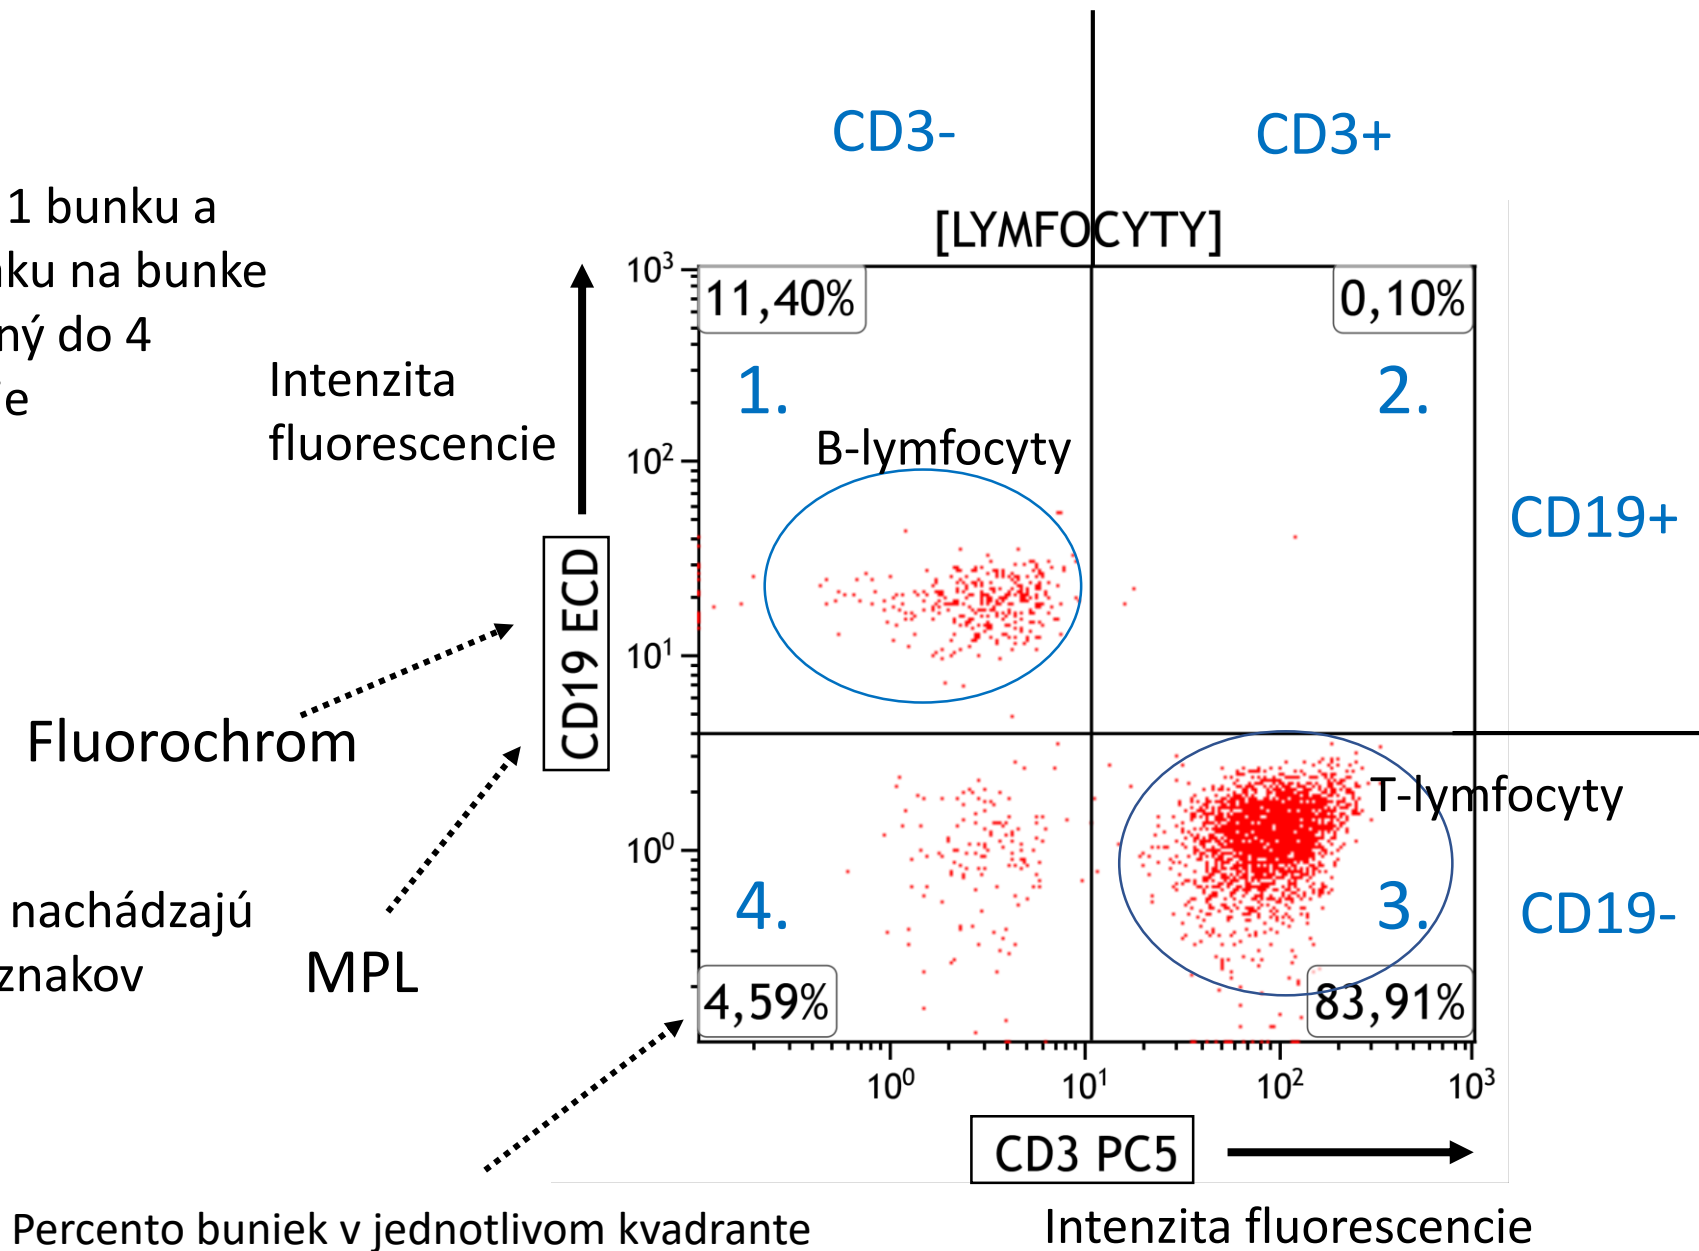 CD3-
CD3+
1 bunku a
ku na bunke
ný do 4
e
[LYMFOCYTY]
10³
11,40%
0,10%
Intenzita
fluorescencie
1.
2.
B-lymfocyty
10²
CD19+
CD19 ECD
10¹
Fluorochrom
T-lymfocyty
10⁰
4.
3.
CD19-
nachádzajú
znakov
MPL
4,59%
83,91%
10⁰
10¹
10²
10³
CD3 PC5
Percento buniek v jednotlivom kvadrante
Intenzita fluorescencie